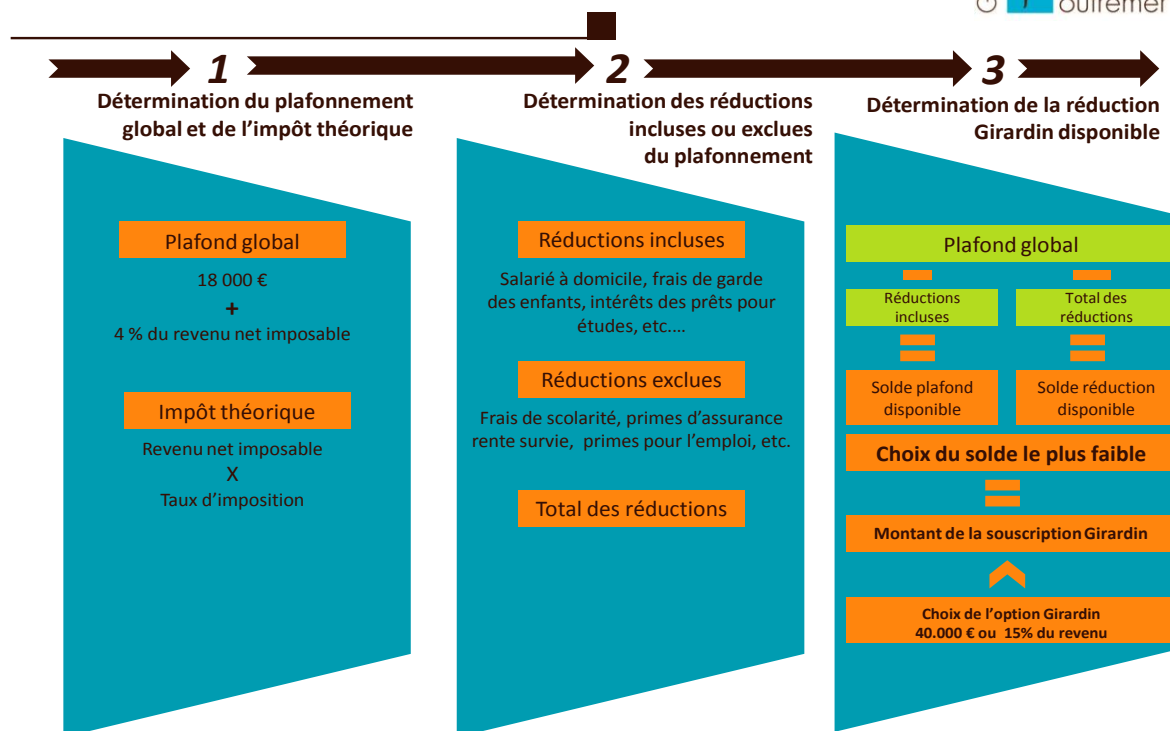 outremer
1
2
3
Détermination du plafonnement
global et de l’impôt théorique
Détermination des réductions
incluses ou exclues
du plafonnement
Détermination de la réduction
Girardin disponible
Plafond global
18 000 €
+
4 % du revenu net imposable
Impôt théorique
Revenu net imposable
X
Taux d’imposition
Réductions incluses
Salarié à domicile, frais de garde
des enfants, intérêts des prêts pour
études, etc....
Réductions exclues
Frais de scolarité, primes d’assurance
rente survie, primes pour l’emploi, etc.
Total des réductions
Plafond global
Réductions
incluses
Total des
réductions
Solde plafond
disponible
Solde réduction
disponible
Choix du solde le plus faible
Montant de la souscription Girardin
Choix de l’option Girardin
40.000 € ou 15% du revenu